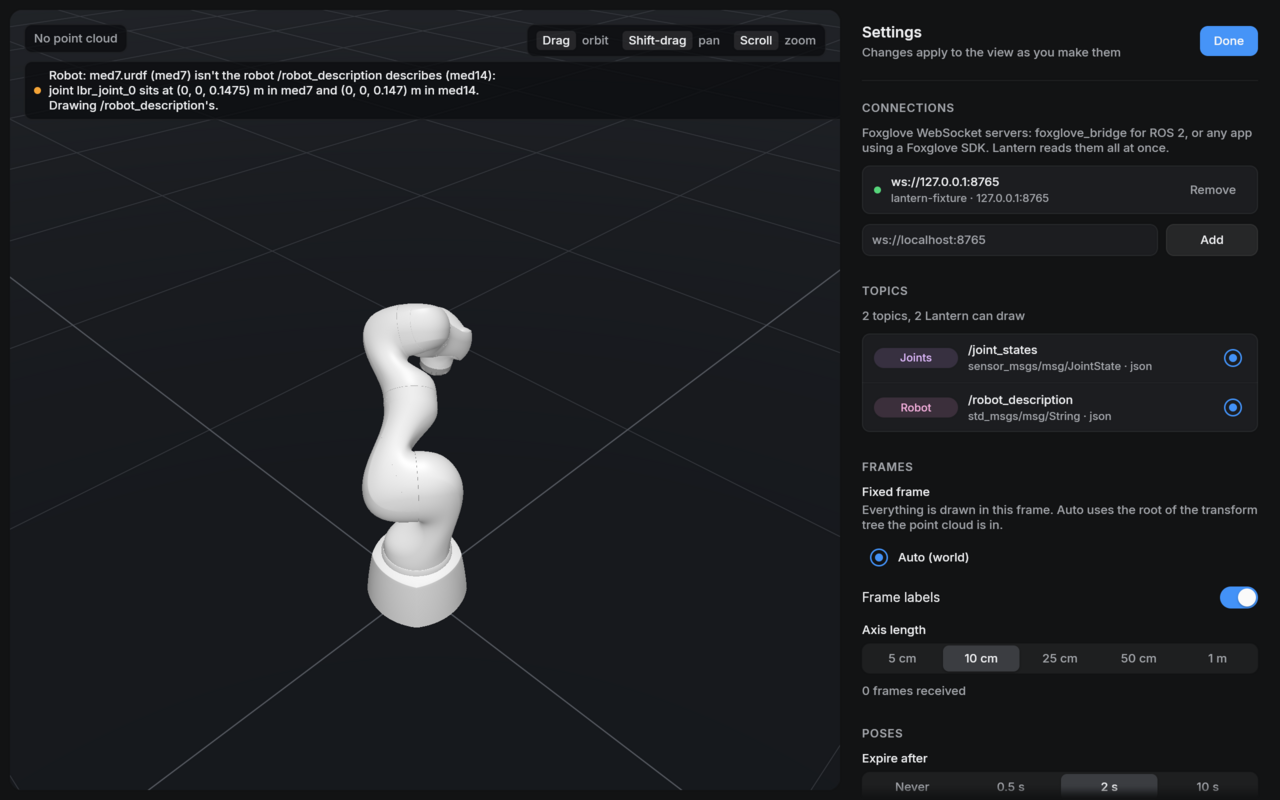 No point cloud
Drag orbit Shift-drag pan Scroll zoom
Robot: med7.urdf (med7) isn't the robot /robot_description describes (med14):
joint lbr_joint_0 sits at (0, 0, 0.1475) m in med7 and (0, 0, 0.147) m in med14.
Drawing /robot_description's.
Settings
Changes apply to the view as you make them
Done
CONNECTIONS
Foxglove WebSocket servers: foxglove_bridge for ROS 2, or any app
using a Foxglove SDK. Lantern reads them all at once.
ws://127.0.0.1:8765
lantern-fixture · 127.0.0.1:8765
Remove
ws://localhost:8765
Add
TOPICS
2 topics, 2 Lantern can draw
Joints
/joint_states
sensor_msgs/msg/JointState · json
Robot
/robot_description
std_msgs/msg/String · json
FRAMES
Fixed frame
Everything is drawn in this frame. Auto uses the root of the transform
tree the point cloud is in.
Auto (world)
Frame labels
Axis length
5 cm 10 cm 25 cm 50 cm 1 m
0 frames received
POSES
Expire after
Never 0.5 s 2 s 10 s